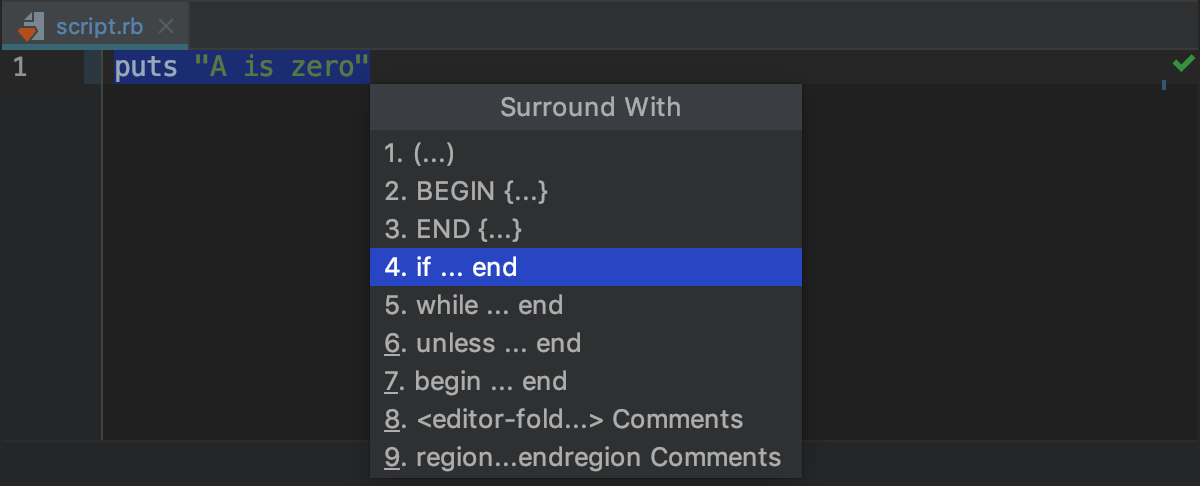 script.rb
1 puts "A is zero"
Surround With
1. (...)
2. BEGIN {...}
3. END {...}
4. if ... end
5. while ... end
6. unless ... end
7. begin ... end
8. <editor-fold...> Comments
9. region...endregion Comments